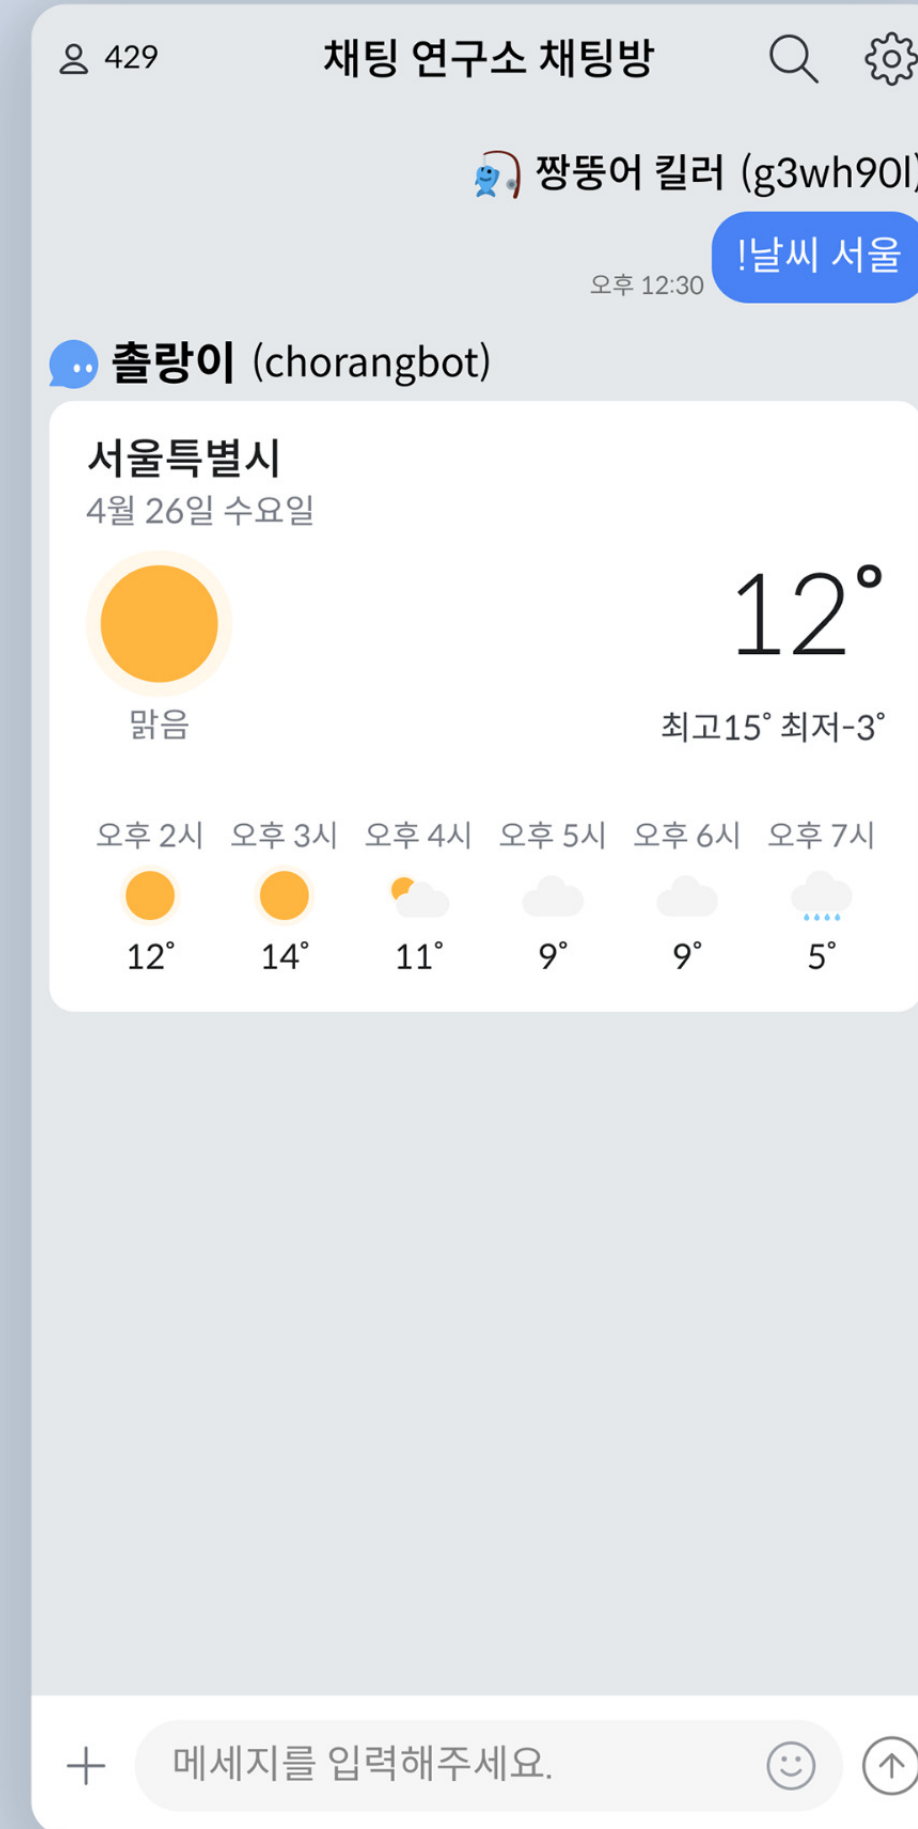 429 채팅 연구소 채팅방
짱뚱어 킬러 (g3wh90l)
!날씨 서울
오후 12:30
촐랑이 (chorangbot)
서울특별시
4월 26일 수요일
12°
맑음
최고15° 최저-3°
오후 2시 오후 3시 오후 4시 오후 5시 오후 6시 오후 7시
12° 14° 11° 9° 9° 5°
메세지를 입력해주세요.